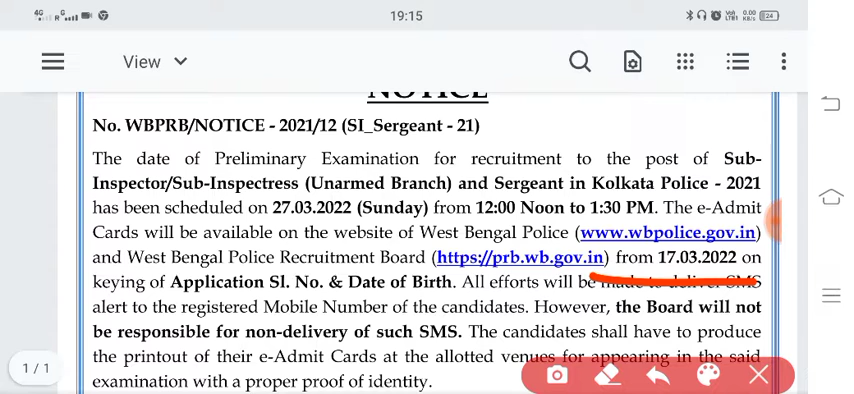 4G R G 19:15 Vo) LTE1 0.00 KB/s 24
View
NOTICE
No. WBPRB/NOTICE - 2021/12 (SI_Sergeant - 21)
The date of Preliminary Examination for recruitment to the post of Sub-
Inspector/Sub-Inspectress (Unarmed Branch) and Sergeant in Kolkata Police - 2021
has been scheduled on 27.03.2022 (Sunday) from 12:00 Noon to 1:30 PM. The e-Admit
Cards will be available on the website of West Bengal Police (www.wbpolice.gov.in)
and West Bengal Police Recruitment Board (https://prb.wb.gov.in) from 17.03.2022 on
keying of Application Sl. No. & Date of Birth. All efforts will be made to deliver SMS
alert to the registered Mobile Number of the candidates. However, the Board will not
be responsible for non-delivery of such SMS. The candidates shall have to produce
the printout of their e-Admit Cards at the allotted venues for appearing in the said
1 / 1
examination with a proper proof of identity.